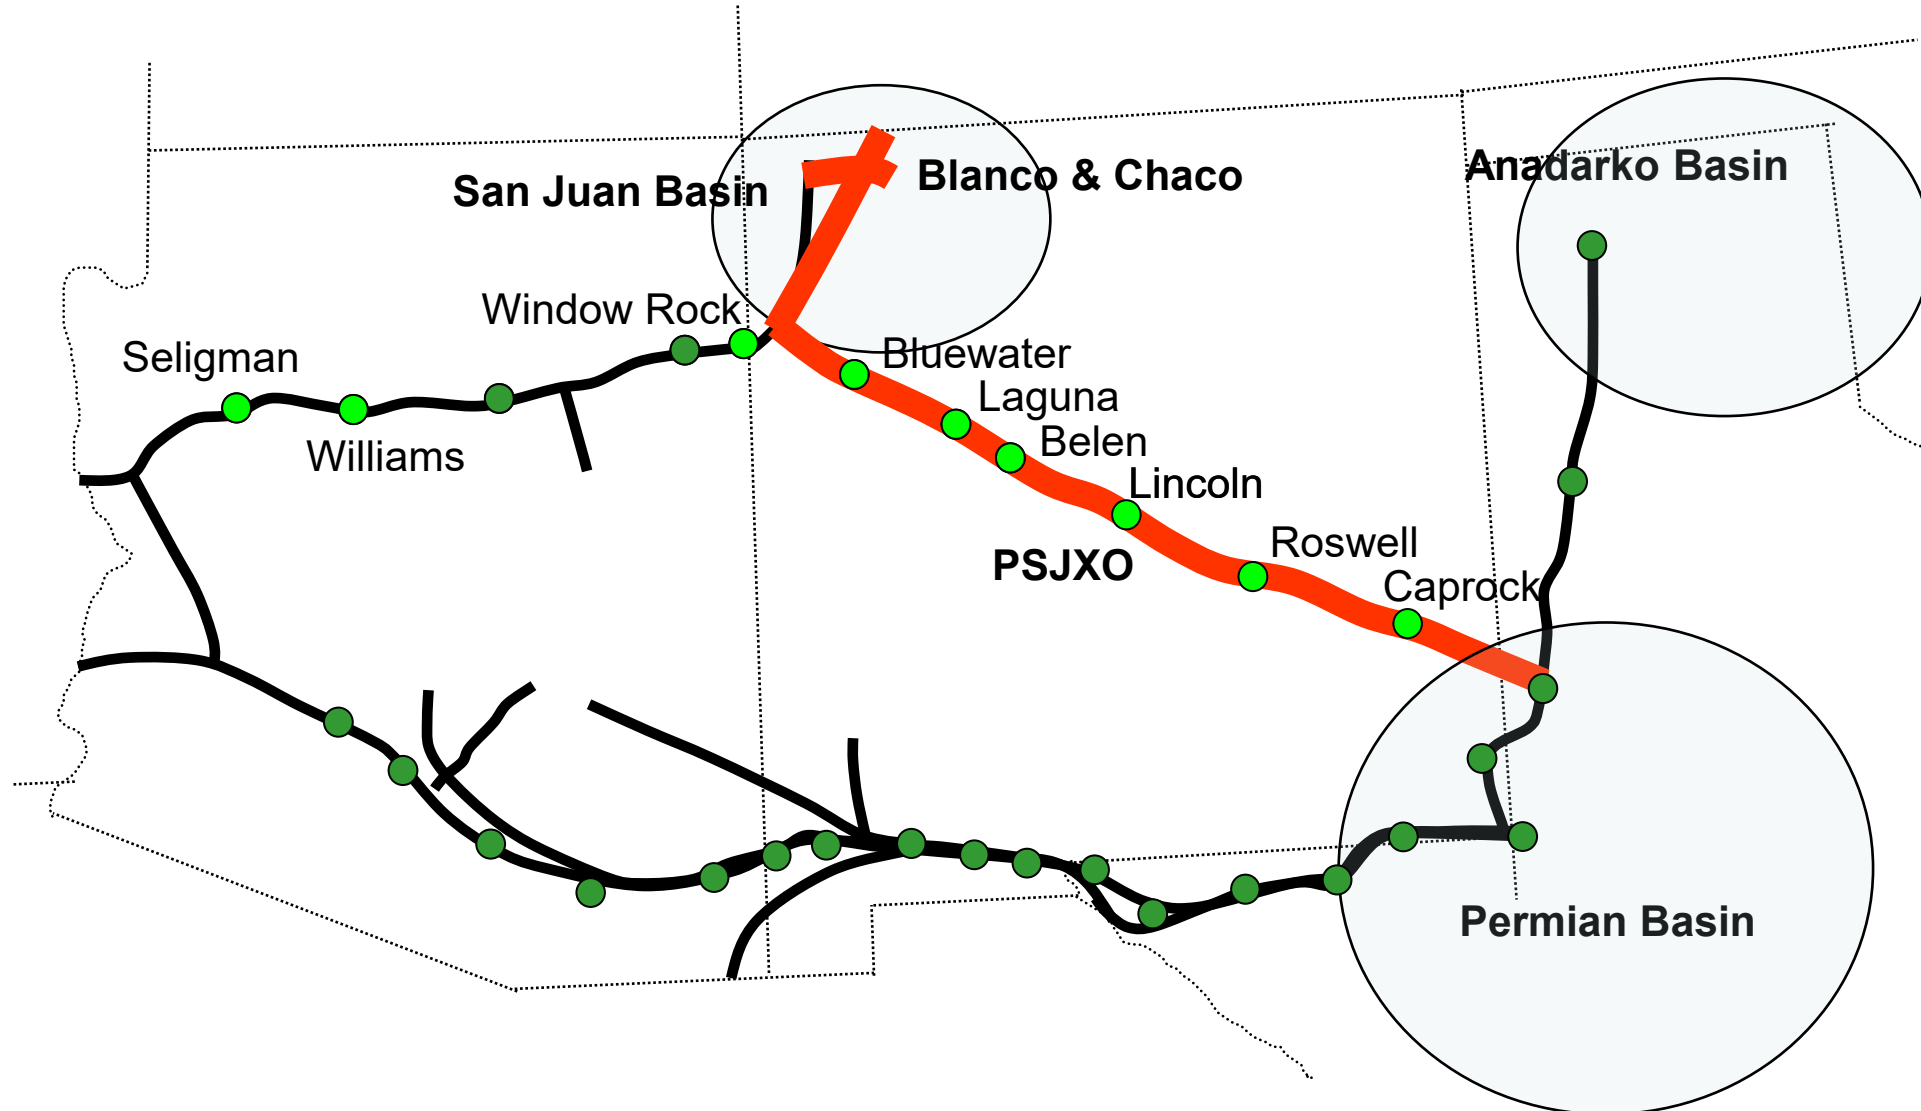 San Juan Basin
Blanco & Chaco
Anadarko Basin
Window Rock
Seligman
Bluewater
Laguna
Williams
Belen
Lincoln
PSJXO
Roswell
Caprock
Permian Basin